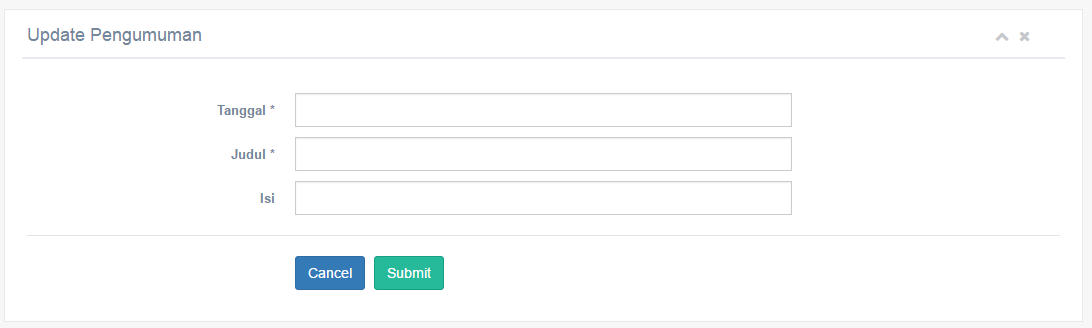 Update Pengumuman
Tanggal *
Judul *
Isi
Cancel Submit